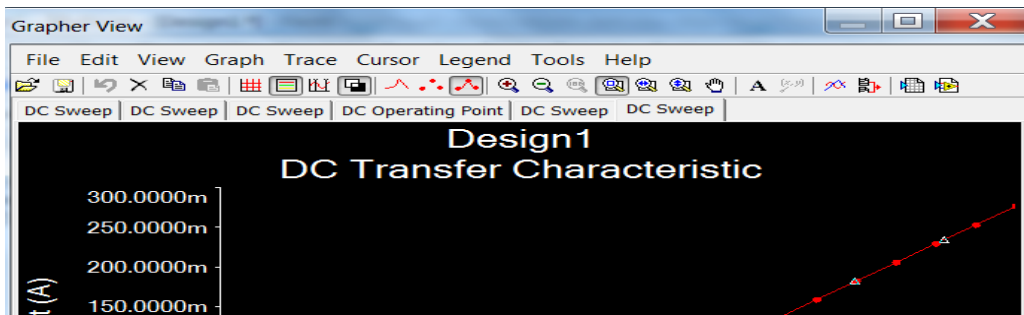 Grapher View
File Edit View Graph Trace Cursor Legend Tools Help
DC Sweep DC Sweep DC Sweep DC Operating Point DC Sweep DC Sweep
Design1
DC Transfer Characteristic
300.0000m
250.0000m
200.0000m
150.0000m
(A)